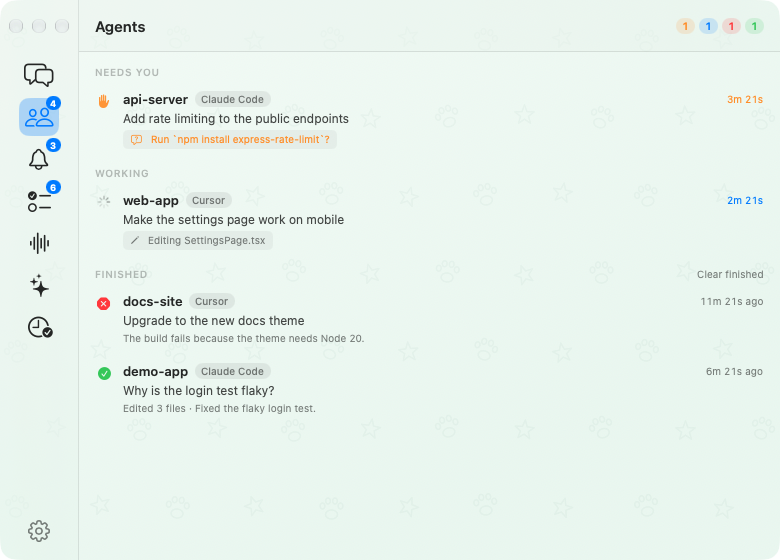 Agents
1 1 1 1
4
3
6
NEEDS YOU
api-server Claude Code 3m 21s
Add rate limiting to the public endpoints
Run `npm install express-rate-limit`?
WORKING
web-app Cursor 2m 21s
Make the settings page work on mobile
Editing SettingsPage.tsx
FINISHED Clear finished
docs-site Cursor 11m 21s ago
Upgrade to the new docs theme
The build fails because the theme needs Node 20.
demo-app Claude Code 6m 21s ago
Why is the login test flaky?
Edited 3 files · Fixed the flaky login test.